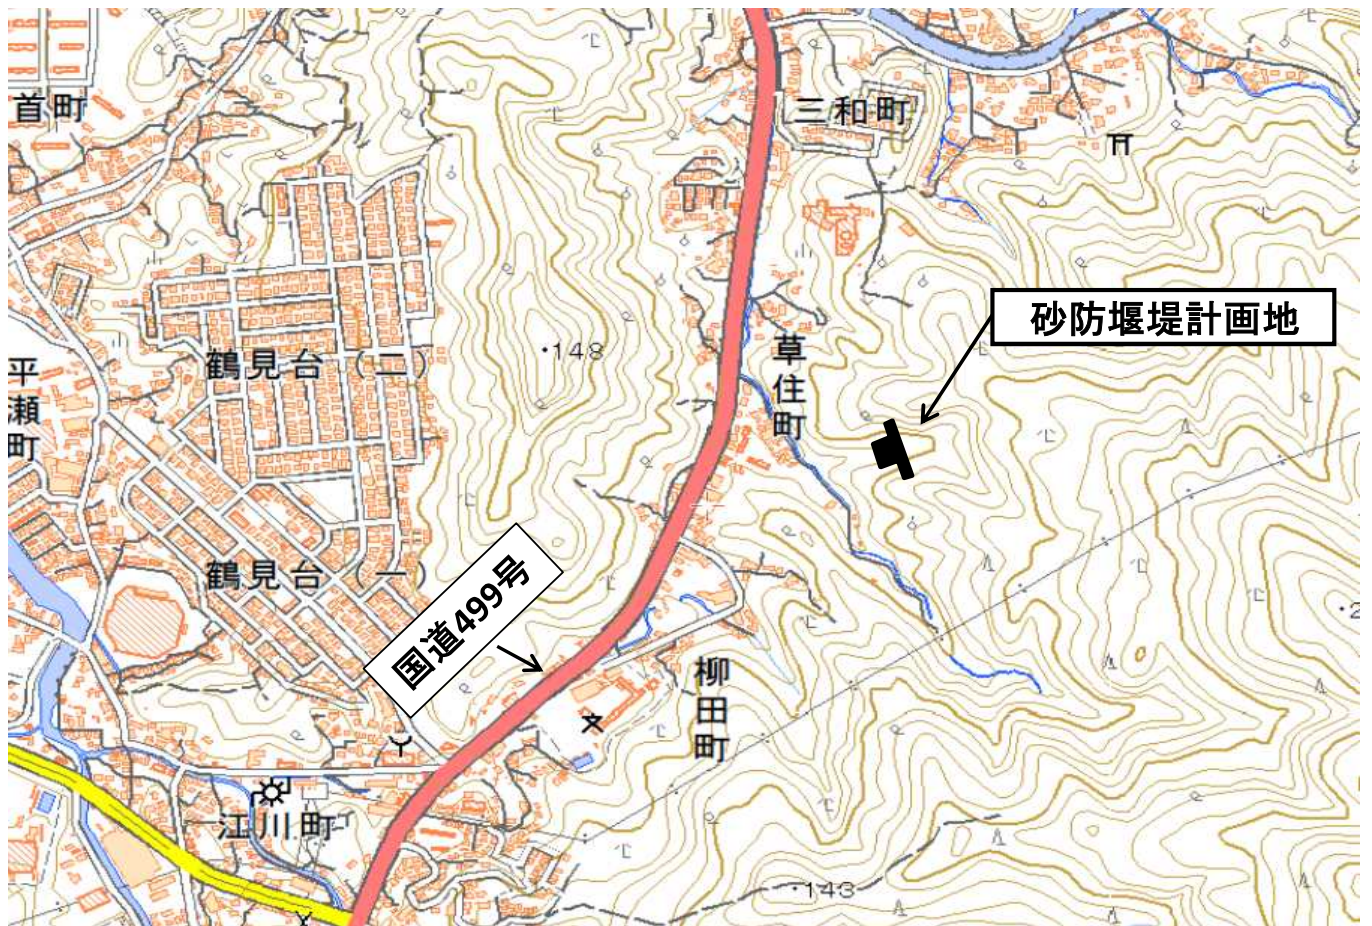 首町
三和町
砂防堰堤計画地
鶴見台(二)
・148
草住町
平瀬町
鶴見台(一)
国道499号
柳田町
江川町
・143